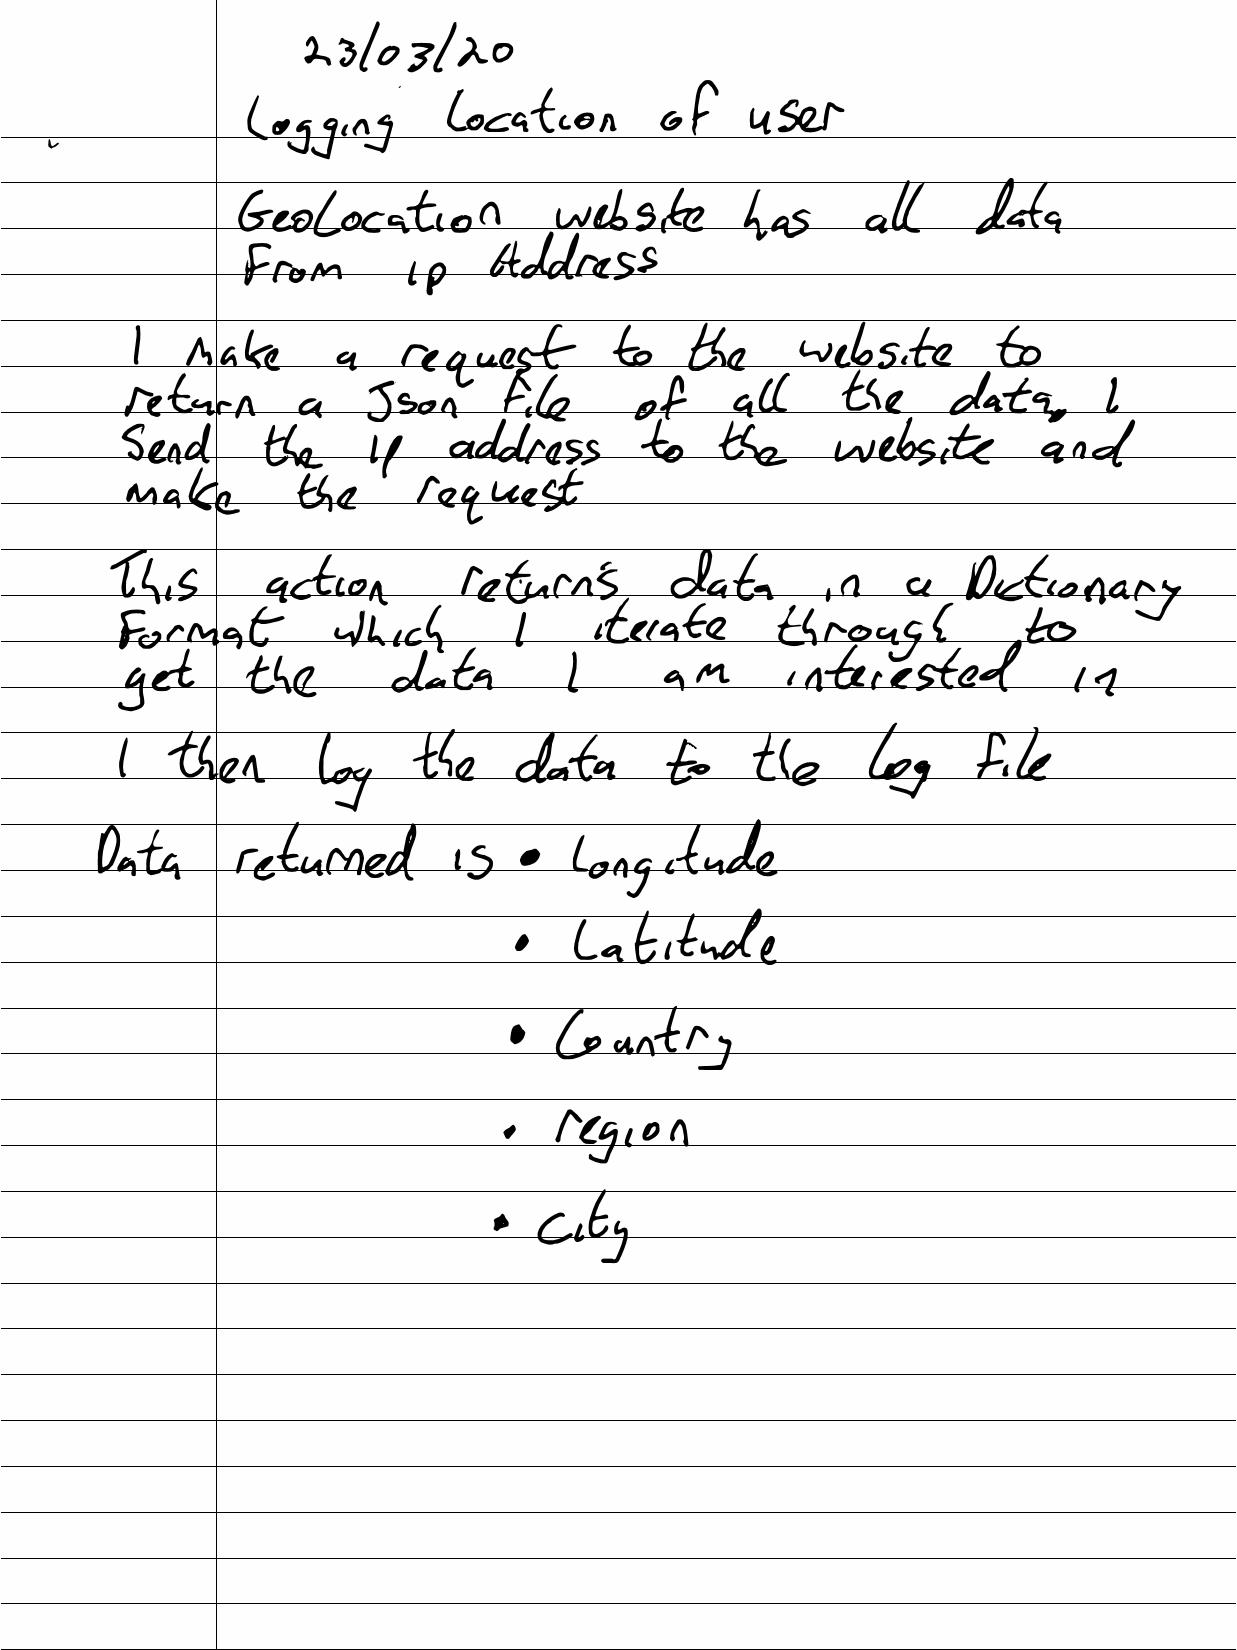 23/03/20
Logging Location of user
GeoLocation website has all data
From ip Address
I make a request to the website to
return a Json File of all the data, I
Send the IP address to the website and
make the request
This action returns data in a Dictionary
Format which I iterate through to
get the data I am interested in
I then log the data to the log file
Data returned is • Longitude
• Latitude
• Country
• region
• City